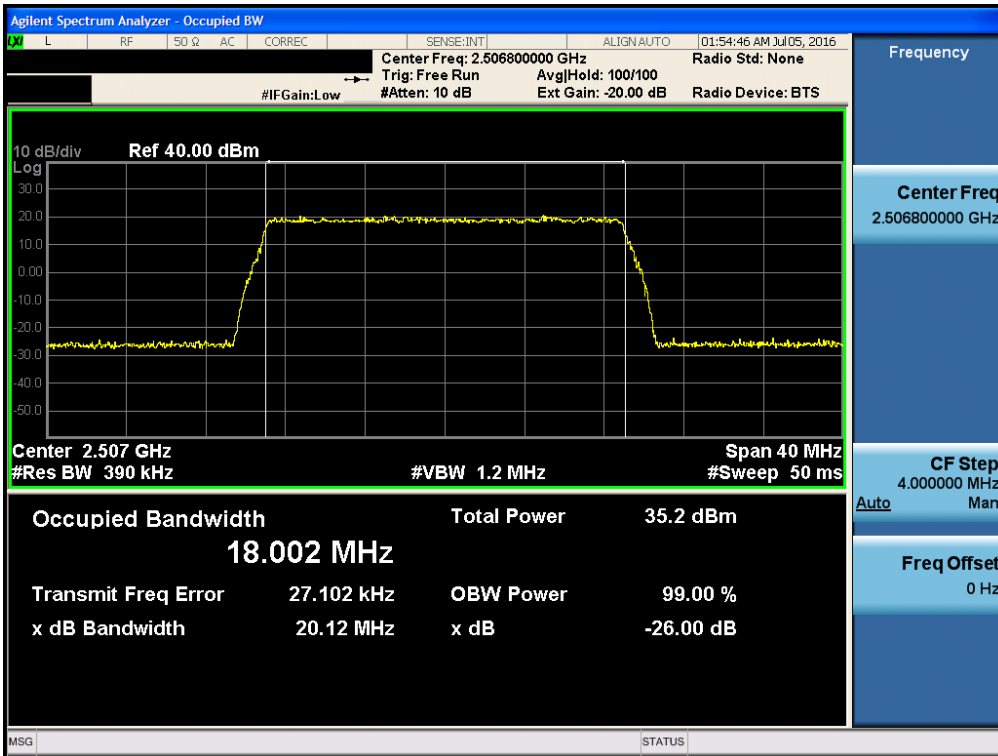 Agilent Spectrum Analyzer - Occupied BW
LXI L RF 50 Ω AC CORREC SENSE:INT ALIGN AUTO 01:54:46 AM Jul 05, 2016
Center Freq: 2.506800000 GHz Radio Std: None
Trig: Free Run Avg|Hold: 100/100
#IFGain:Low #Atten: 10 dB Ext Gain: -20.00 dB Radio Device: BTS
10 dB/div Ref 40.00 dBm
Log
30.0
20.0
10.0
0.00
-10.0
-20.0
-30.0
-40.0
-50.0
Center 2.507 GHz Span 40 MHz
#Res BW 390 kHz #VBW 1.2 MHz #Sweep 50 ms
Occupied Bandwidth Total Power 35.2 dBm
18.002 MHz
Transmit Freq Error 27.102 kHz OBW Power 99.00 %
x dB Bandwidth 20.12 MHz x dB -26.00 dB
Frequency
Center Freq
2.506800000 GHz
CF Step
4.000000 MHz
Auto Man
Freq Offset
0 Hz
MSG STATUS